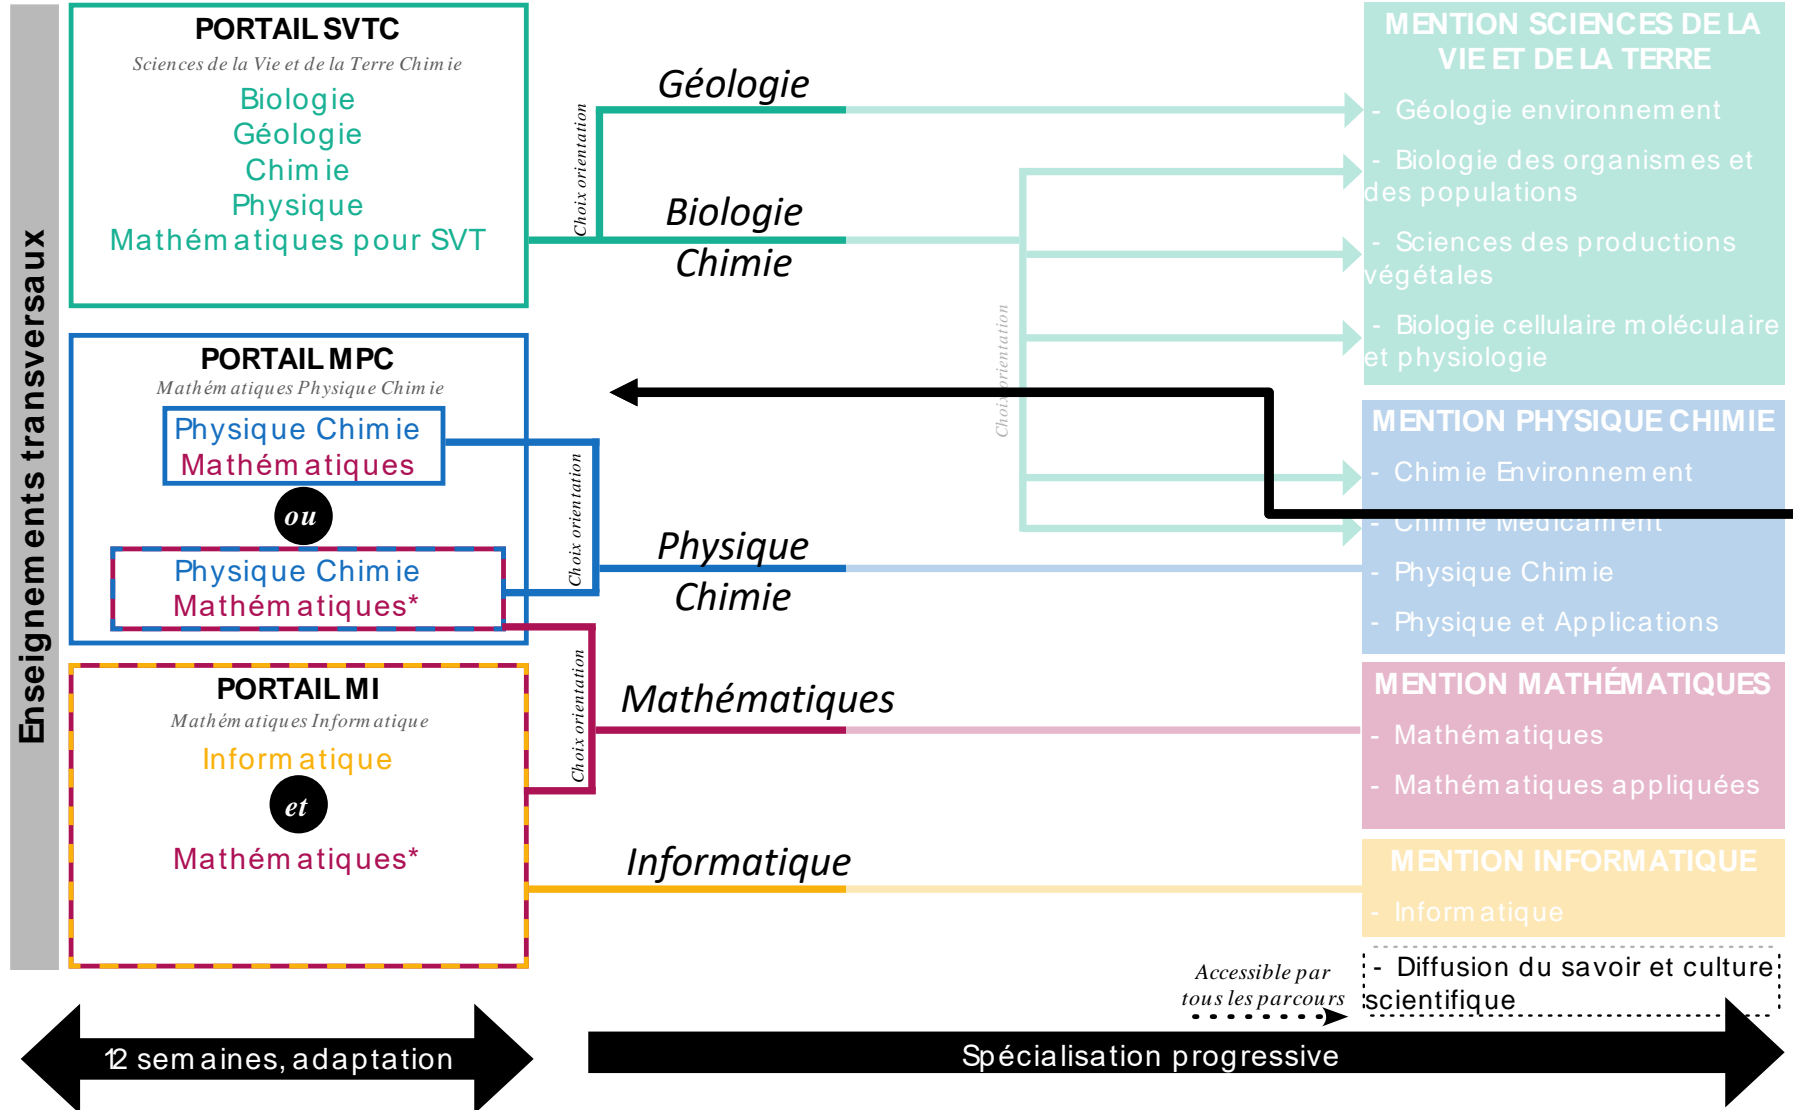 Enseignements transversaux
PORTAIL SVTC
Sciences de la Vie et de la Terre Chimie
Biologie
Géologie
Chimie
Physique
Mathématiques pour SVT
PORTAIL MPC
Mathématiques Physique Chimie
Physique Chimie
Mathématiques
ou
Physique Chimie
Mathématiques*
PORTAIL MI
Mathématiques Informatique
Informatique
et
Mathématiques*
12 semaines, adaptation
Choix orientation
Choix orientation
Choix orientation
Géologie
Biologie
Chimie
Physique
Chimie
Mathématiques
Informatique
Choix orientation
MENTION SCIENCES DE LA
VIE ET DE LA TERRE
- Géologie environnement
- Biologie des organismes et
des populations
- Sciences des productions
végétales
- Biologie cellulaire moléculaire
et physiologie
MENTION PHYSIQUE CHIMIE
- Chimie Environnement
- Chimie Médicament
- Physique Chimie
- Physique et Applications
MENTION MATHÉMATIQUES
- Mathématiques
- Mathématiques appliquées
MENTION INFORMATIQUE
- Informatique
Accessible par
tous les parcours
- Diffusion du savoir et culture
scientifique
Spécialisation progressive